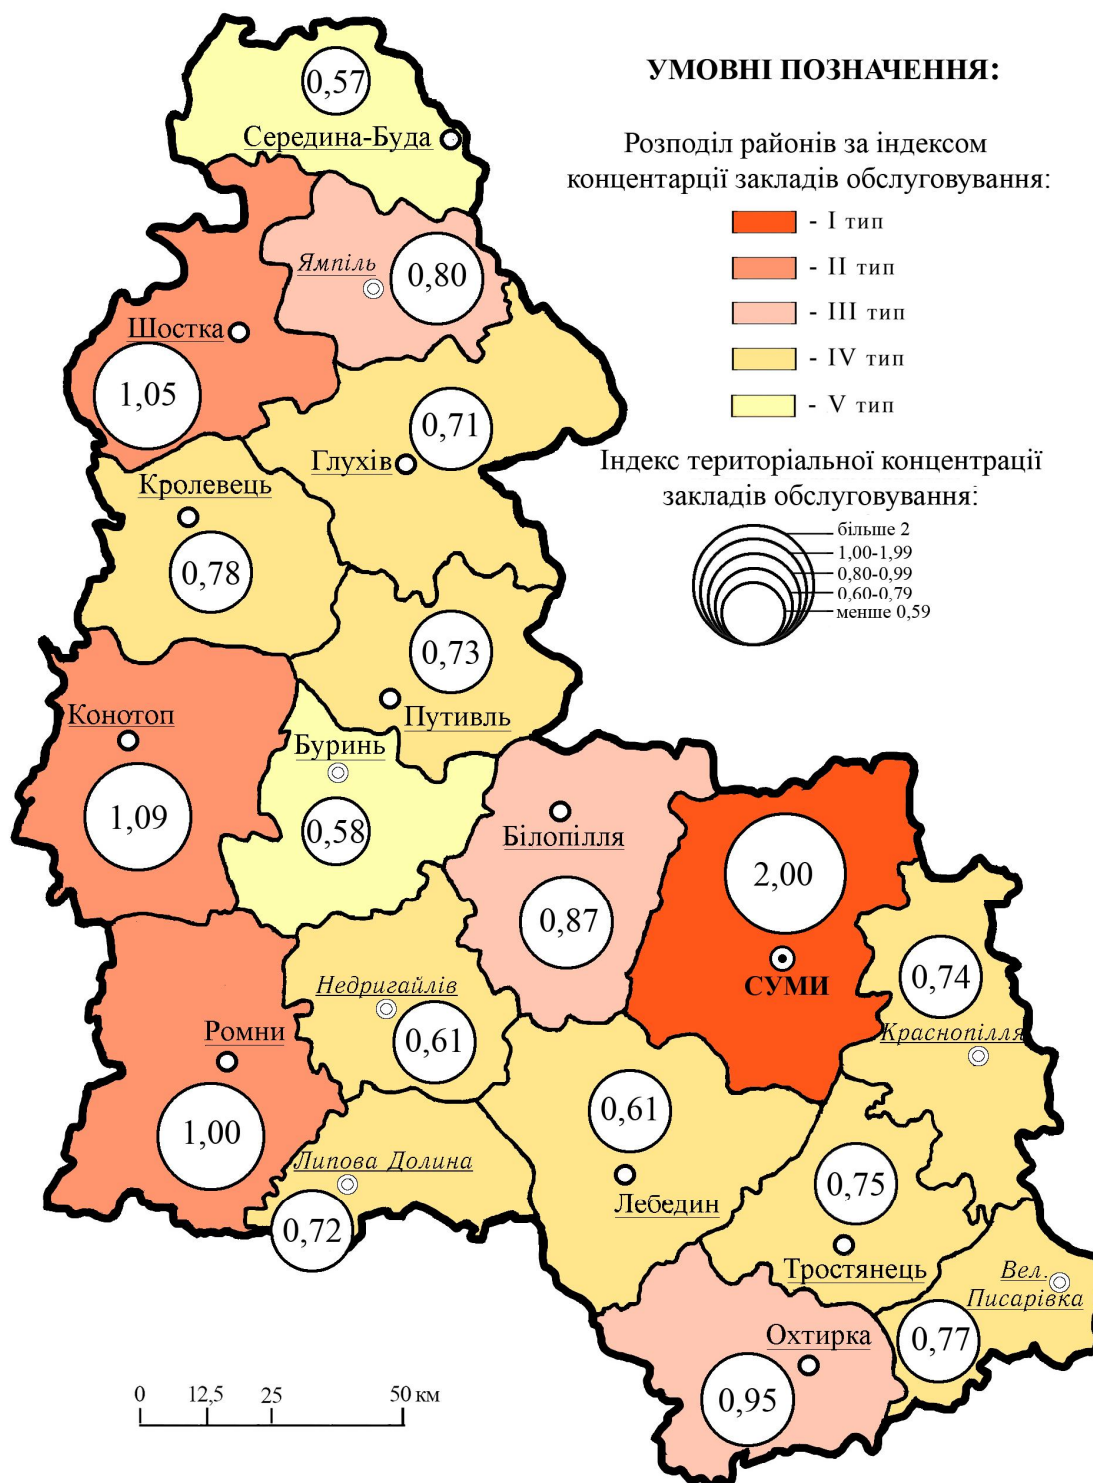 УМОВНІ ПОЗНАЧЕННЯ:
Розподіл районів за індексом
концентарції закладів обслуговування:
- I тип
- II тип
- III тип
- IV тип
- V тип
Індекс територіальної концентрації
закладів обслуговування:
більше 2
1,00-1,99
0,80-0,99
0,60-0,79
менше 0,59
0,57
Середина-Буда
Ямпіль
0,80
Шостка
1,05
0,71
Глухів
Кролевець
0,78
0,73
Путивль
Конотоп
1,09
Буринь
0,58
Білопілля
0,87
2,00
СУМИ
0,74
Краснопілля
Недригайлів
0,61
Ромни
1,00
Липова Долина
0,72
0,61
Лебедин
0,75
Тростянець
Вел.
Писарівка
0,77
Охтирка
0,95
0 12,5 25 50 км